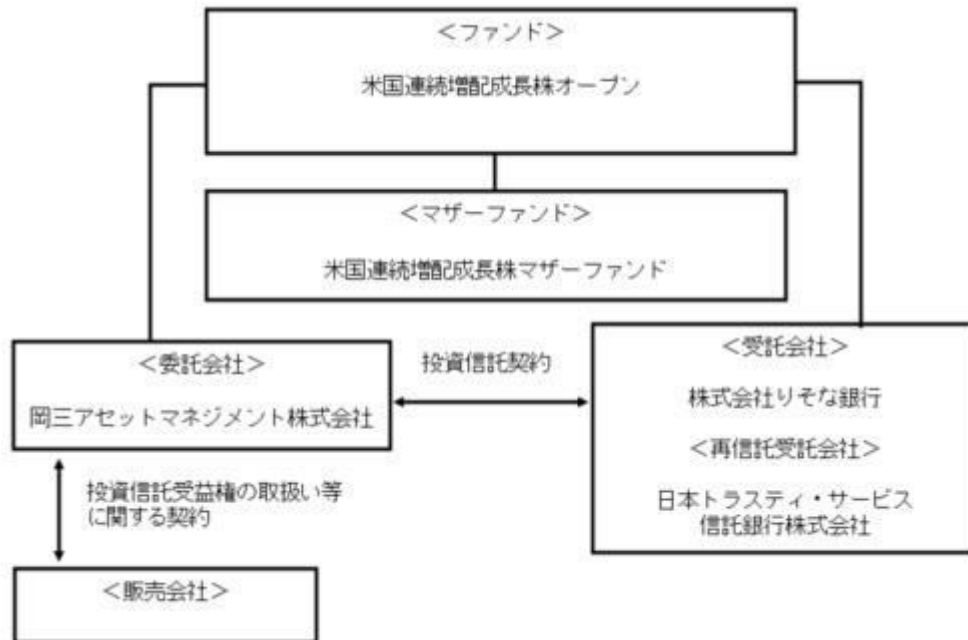 ＜ファンド＞
米国連続増配成長株オープン
＜マザーファンド＞
米国連続増配成長株マザーファンド
＜委託会社＞
岡三アセットマネジメント株式会社
投資信託契約
＜受託会社＞
株式会社りそな銀行
＜再信託受託会社＞
日本トラスティ・サービス
信託銀行株式会社
投資信託受益権の取扱い等
に関する契約
＜販売会社＞